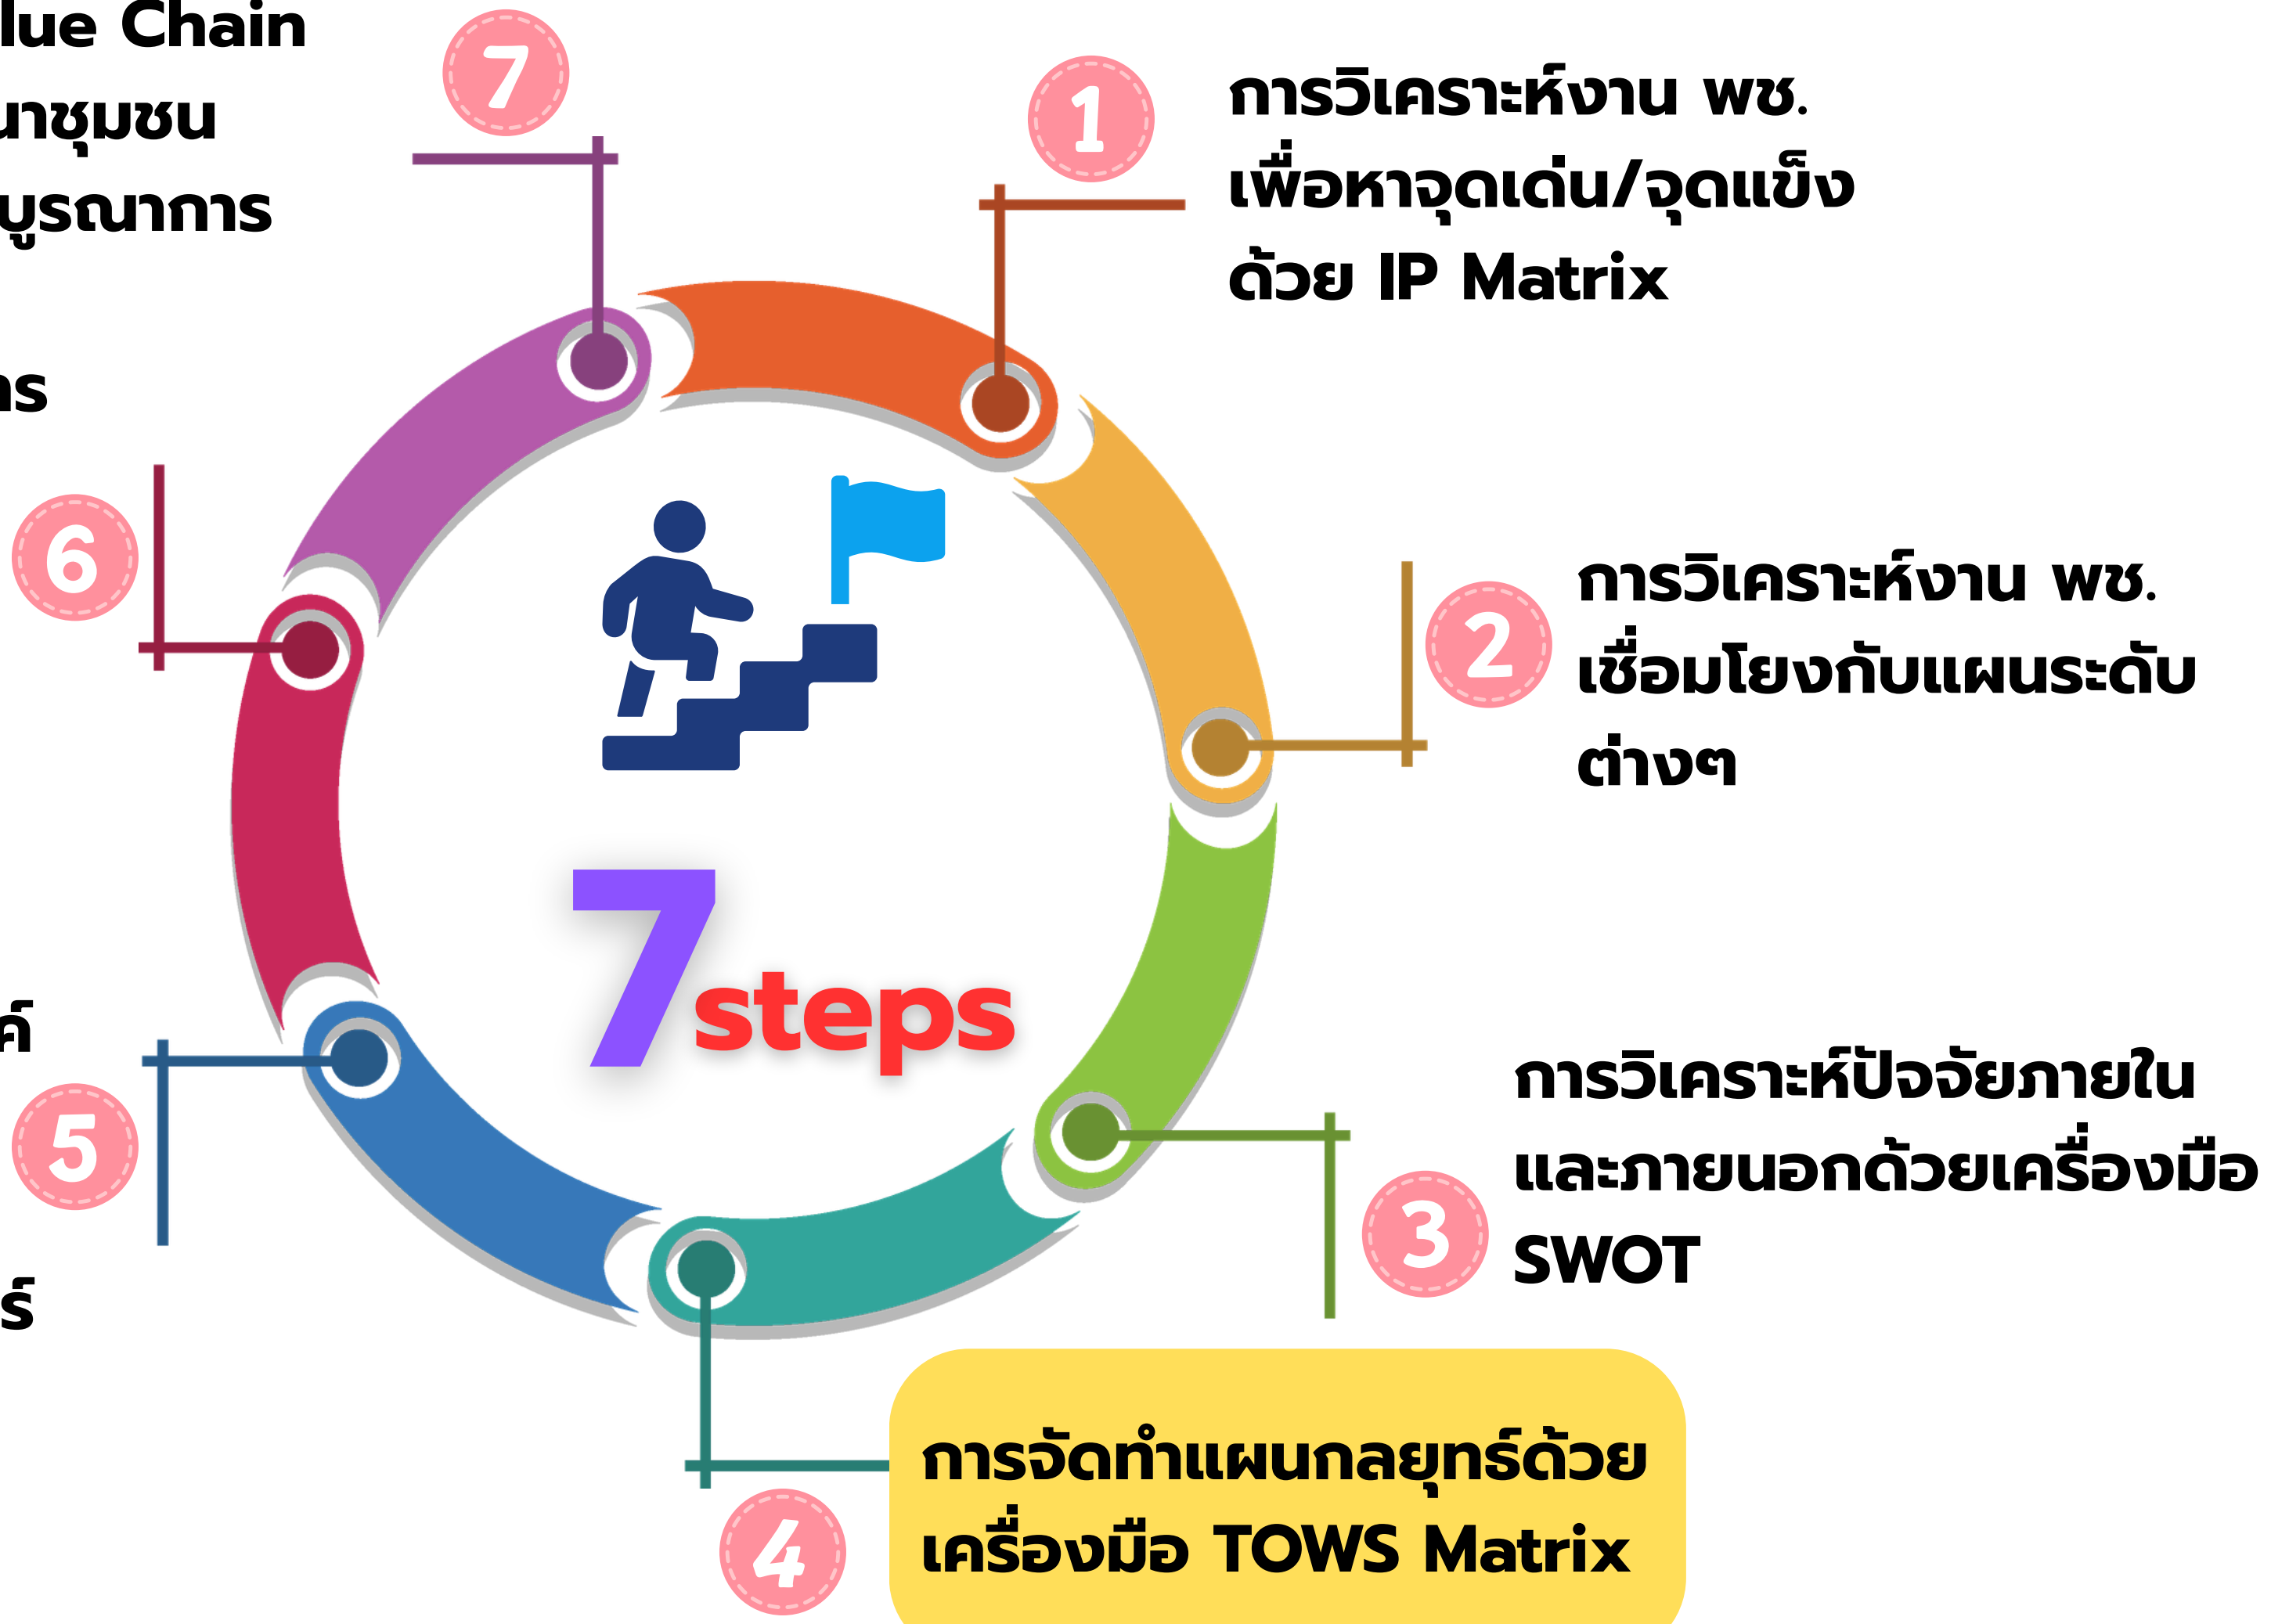 7
Chain
บูรณาการ
1
การวิเคราะห์งาน พช.
เพื่อหาจุดเด่น/จุดแข็ง
ด้วย IP Matrix
2
การวิเคราะห์งาน พช.
เชื่อมโยงกับแผนระดับ
ต่างๆ
3
การวิเคราะห์ปัจจัยภายใน
และภายนอกด้วยเครื่องมือ
SWOT
4
การจัดทำแผนกลยุทธ์ด้วย
เครื่องมือ TOWS Matrix
5
6
7 steps